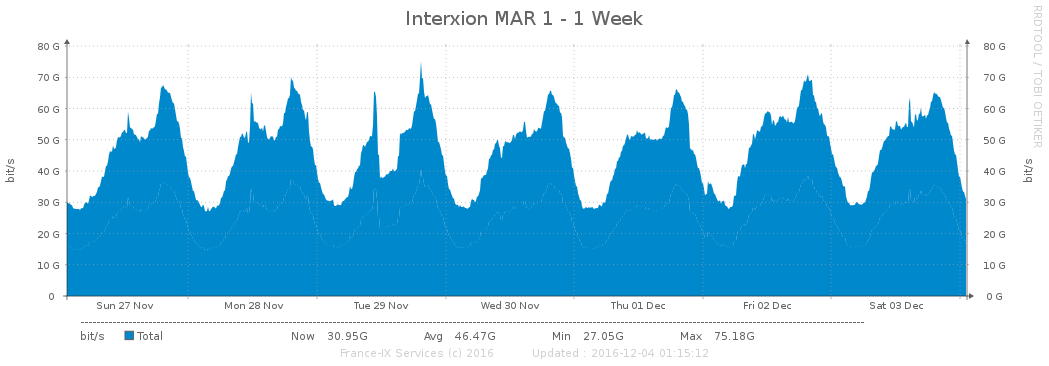 Interxion MAR 1 - 1 Week
RRDTOOL / TOBI OETIKER
80 G 80 G
70 G 70 G
60 G 60 G
50 G 50 G
40 G 40 G
30 G 30 G
20 G 20 G
10 G 10 G
0 0 G
bit/s bit/s
Sun 27 Nov Mon 28 Nov Tue 29 Nov Wed 30 Nov Thu 01 Dec Fri 02 Dec Sat 03 Dec
bit/s Total Now 30.95G Avg 46.47G Min 27.05G Max 75.18G
France-IX Services (c) 2016 Updated : 2016-12-04 01:15:12